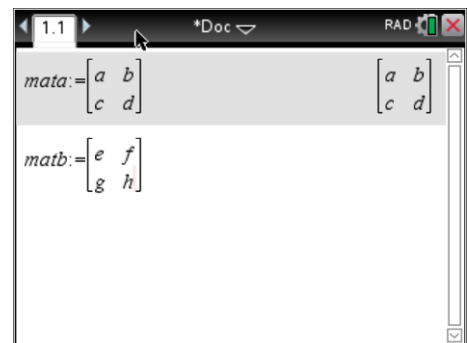 1.1 *Doc RAD
mata:=[a b
c d] [a b
c d]
matb:=[e f
g h]